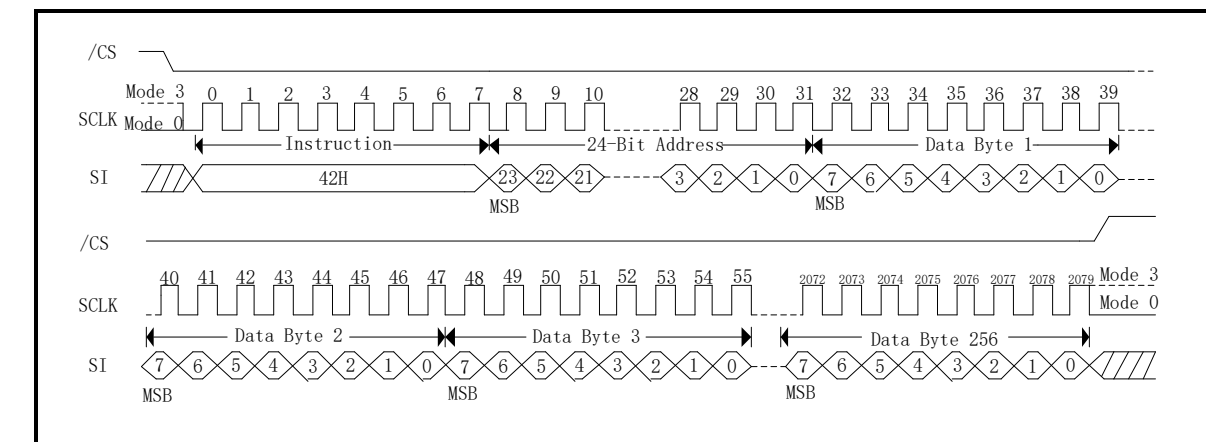 /CS
Mode 3 0 1 2 3 4 5 6 7 8 9 10 28 29 30 31 32 33 34 35 36 37 38 39
SCLK Mode 0
Instruction 24-Bit Address Data Byte 1
SI 42H 23 22 21 3 2 1 0 7 6 5 4 3 2 1 0
MSB MSB
/CS
40 41 42 43 44 45 46 47 48 49 50 51 52 53 54 55 2072 2073 2074 2075 2076 2077 2078 2079 Mode 3
SCLK Mode 0
Data Byte 2 Data Byte 3 Data Byte 256
SI 7 6 5 4 3 2 1 0 7 6 5 4 3 2 1 0 7 6 5 4 3 2 1 0
MSB MSB MSB